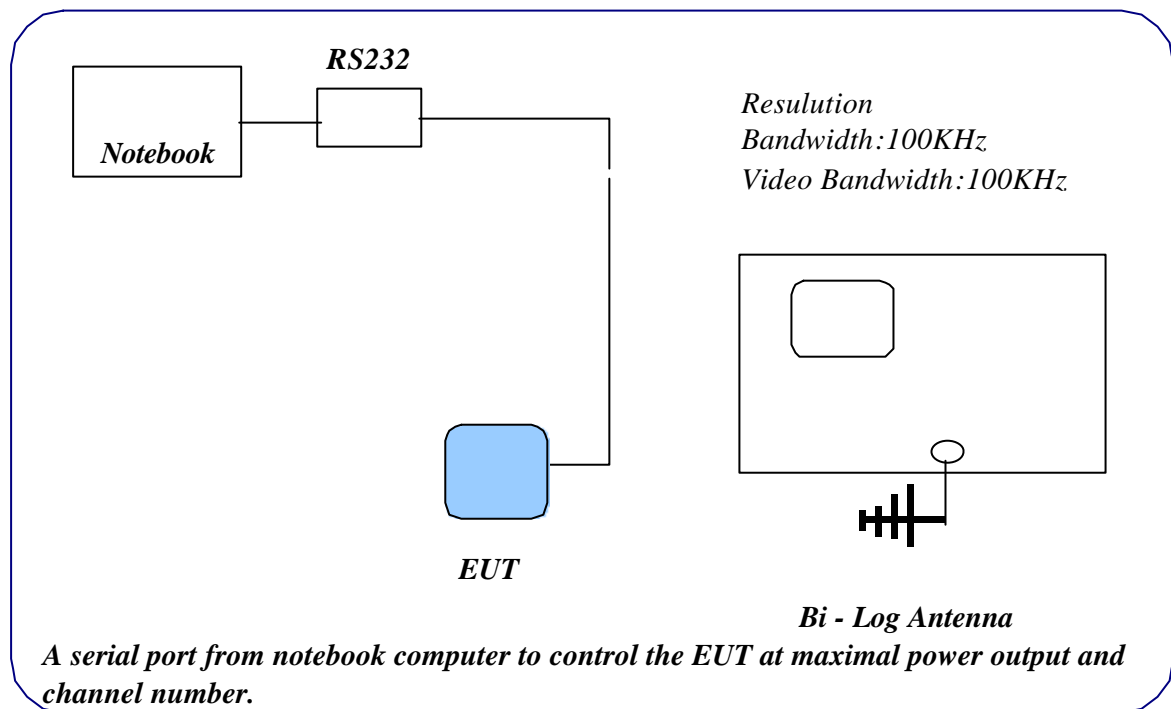 RS232
Notebook
Resulution
Bandwidth:100KHz
Video Bandwidth:100KHz
EUT
Bi - Log Antenna
A serial port from notebook computer to control the EUT at maximal power output and
channel number.